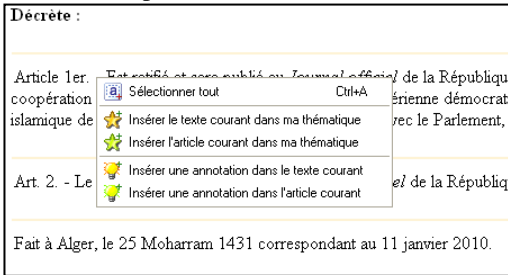 Décrète :
Article 1er. Est ratifié et sera publié au Journal officiel de la Républiqu
coopération érienne démocrat
islamique de vec le Parlement,
Sélectionner tout Ctrl+A
Insérer le texte courant dans ma thématique
Insérer l'article courant dans ma thématique
Insérer une annotation dans le texte courant
Insérer une annotation dans l'article courant
Art. 2. - Le el de la Républiq
Fait à Alger, le 25 Moharram 1431 correspondant au 11 janvier 2010.